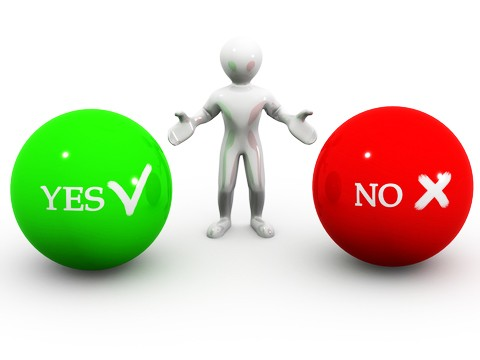 YES ✓
NO ✗